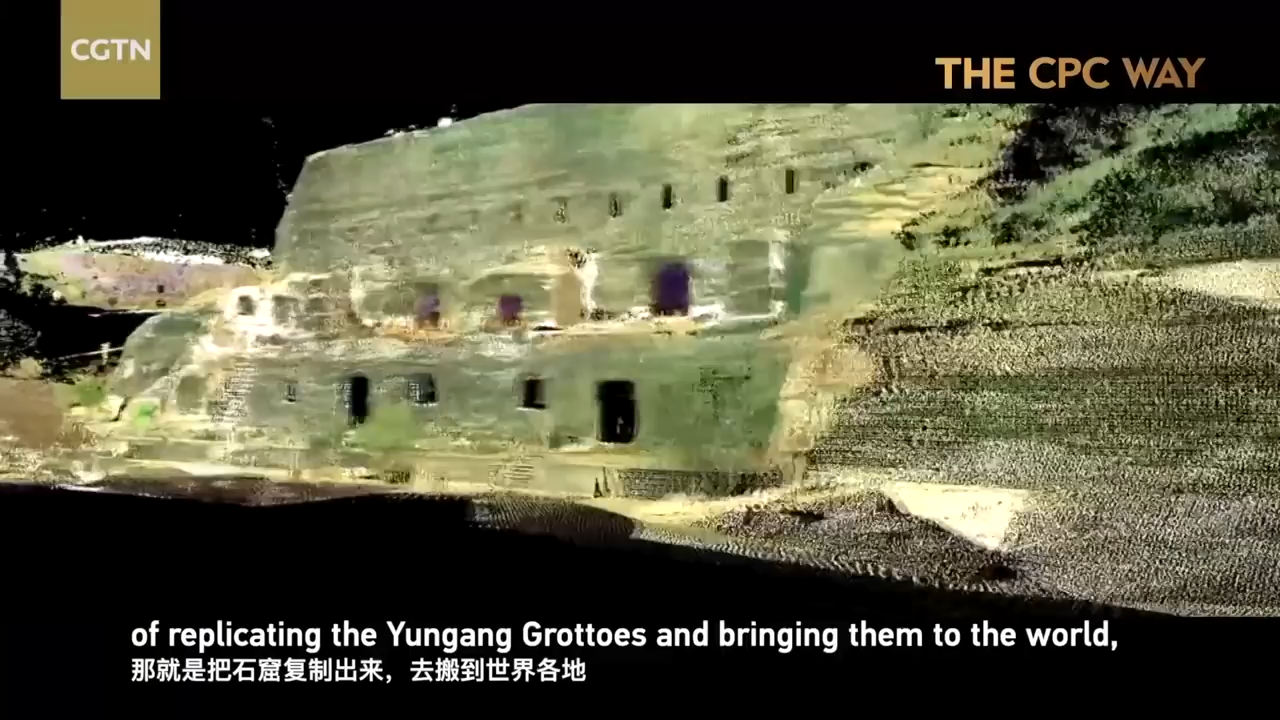 CGTN
THE CPC WAY
of replicating the Yungang Grottoes and bringing them to the world,
那就是把石窟复制出来，去搬到世界各地